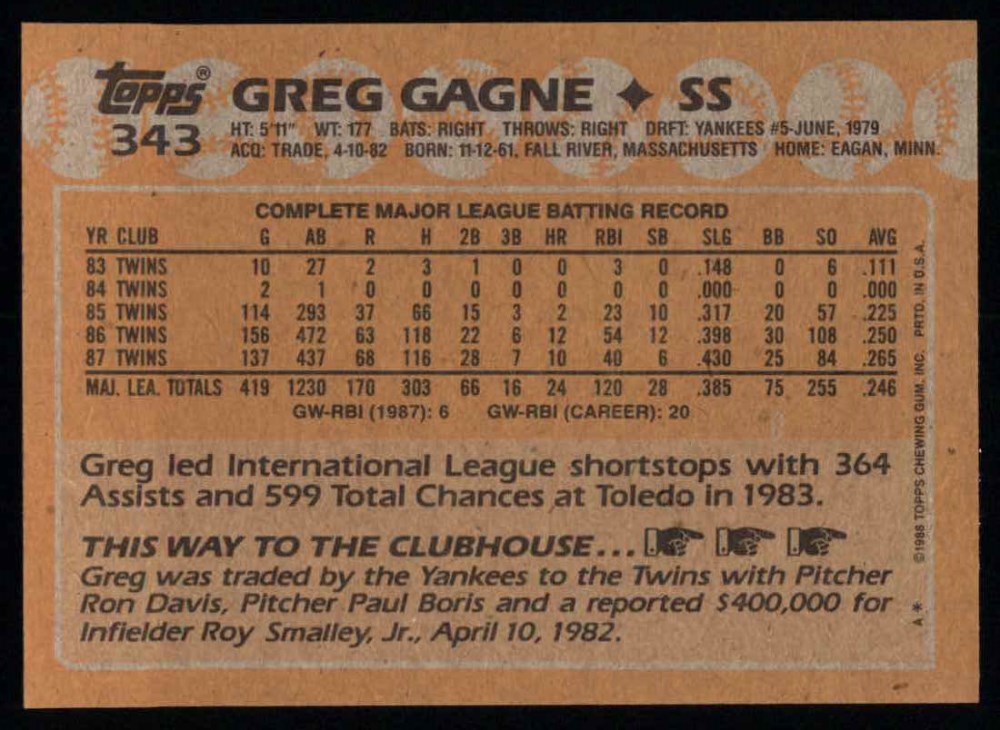 topps® GREG GAGNE ♦ SS
343 HT: 5'11" WT: 177 BATS: RIGHT THROWS: RIGHT DRFT: YANKEES #5-JUNE, 1979
ACQ: TRADE, 4-10-82 BORN: 11-12-61, FALL RIVER, MASSACHUSETTS HOME: EAGAN, MINN.
COMPLETE MAJOR LEAGUE BATTING RECORD
YR CLUB G AB R H 2B 3B HR RBI SB SLG BB SO AVG
83 TWINS 10 27 2 3 1 0 0 3 0 .148 0 6 .111
84 TWINS 2 1 0 0 0 0 0 0 0 .000 0 0 .000
85 TWINS 114 293 37 66 15 3 2 23 10 .317 20 57 .225
86 TWINS 156 472 63 118 22 6 12 54 12 .398 30 108 .250
87 TWINS 137 437 68 116 28 7 10 40 6 .430 25 84 .265
MAJ. LEA. TOTALS 419 1230 170 303 66 16 24 120 28 .385 75 255 .246
GW-RBI (1987): 6 GW-RBI (CAREER): 20
Greg led International League shortstops with 364
Assists and 599 Total Chances at Toledo in 1983.
THIS WAY TO THE CLUBHOUSE...
Greg was traded by the Yankees to the Twins with Pitcher
Ron Davis, Pitcher Paul Boris and a reported $400,000 for
Infielder Roy Smalley, Jr., April 10, 1982.
A* ©1988 TOPPS CHEWING GUM, INC. PRTD. IN U.S.A.